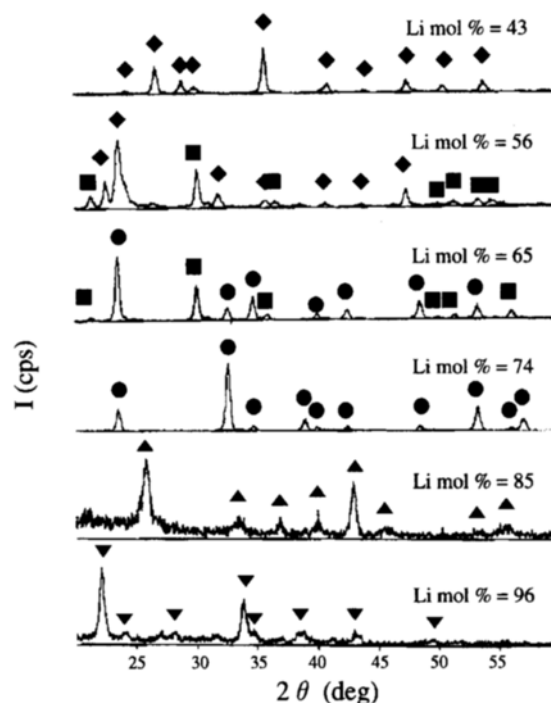 Li mol % = 43
Li mol % = 56
Li mol % = 65
Li mol % = 74
Li mol % = 85
Li mol % = 96
I (cps)
25 30 35 40 45 50 55
2 θ (deg)